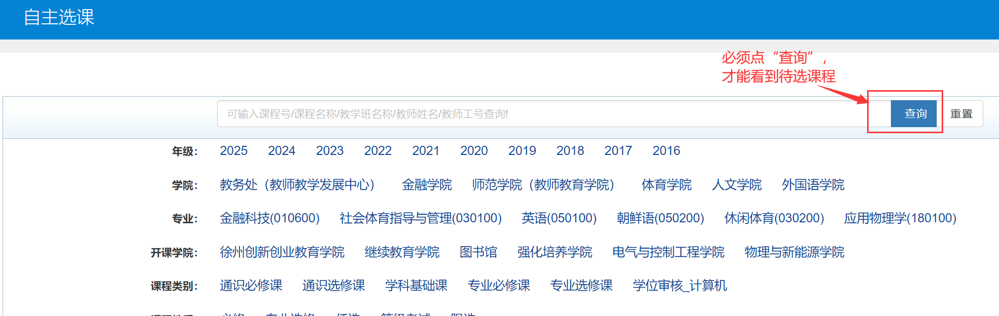 自主选课
必须点“查询”，
才能看到待选课程
可输入课程号/课程名称/教学班名称/教师姓名/教师工号查询! 查询 重置
年级： 2025 2024 2023 2022 2021 2020 2019 2018 2017 2016
学院： 教务处（教师教学发展中心） 金融学院 师范学院（教师教育学院） 体育学院 人文学院 外国语学院
专业： 金融科技(010600) 社会体育指导与管理(030100) 英语(050100) 朝鲜语(050200) 休闲体育(030200) 应用物理学(180100)
开课学院： 徐州创新创业教育学院 继续教育学院 图书馆 强化培养学院 电气与控制工程学院 物理与新能源学院
课程类别： 通识必修课 通识选修课 学科基础课 专业必修课 专业选修课 学位审核_计算机